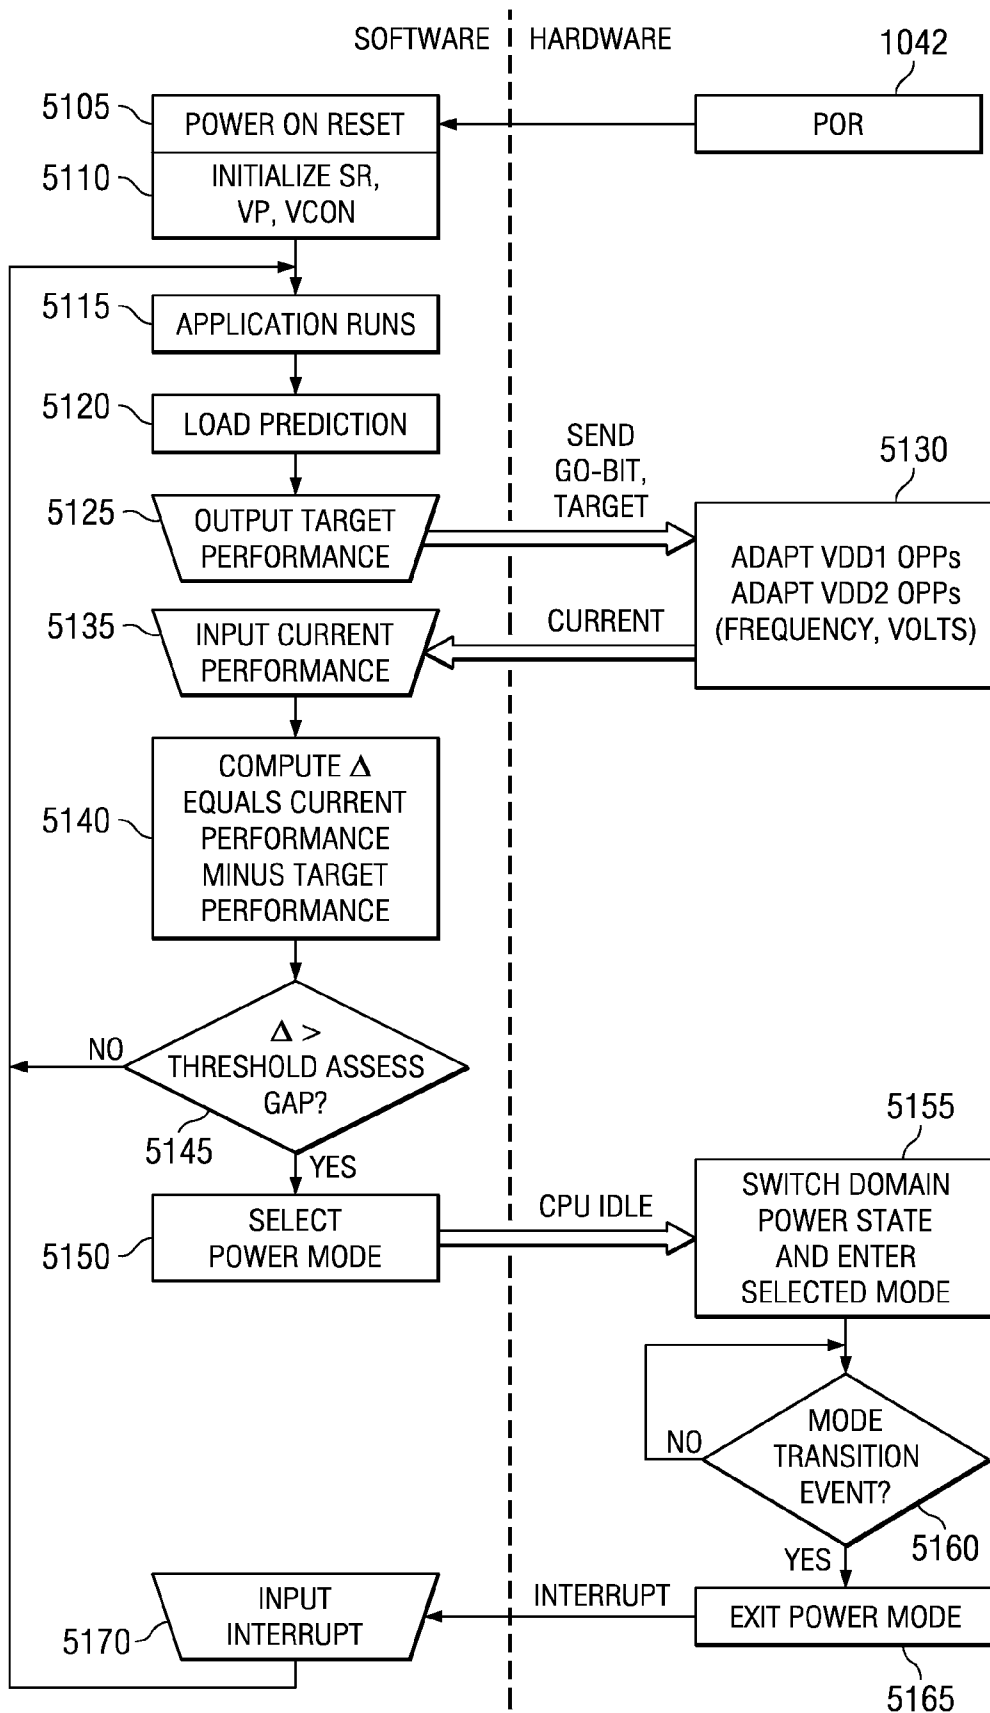 SOFTWARE
HARDWARE
1042
5105
POWER ON RESET
POR
5110
INITIALIZE SR,
VP, VCON
5115
APPLICATION RUNS
5120
LOAD PREDICTION
SEND
GO-BIT,
TARGET
5130
5125
OUTPUT TARGET
PERFORMANCE
ADAPT VDD1 OPPs
ADAPT VDD2 OPPs
(FREQUENCY, VOLTS)
5135
INPUT CURRENT
PERFORMANCE
CURRENT
5140
COMPUTE Δ
EQUALS CURRENT
PERFORMANCE
MINUS TARGET
PERFORMANCE
NO
Δ >
THRESHOLD ASSESS
GAP?
5145
YES
5155
5150
SELECT
POWER MODE
CPU IDLE
SWITCH DOMAIN
POWER STATE
AND ENTER
SELECTED MODE
NO
MODE
TRANSITION
EVENT?
5160
YES
5170
INPUT
INTERRUPT
INTERRUPT
EXIT POWER MODE
5165